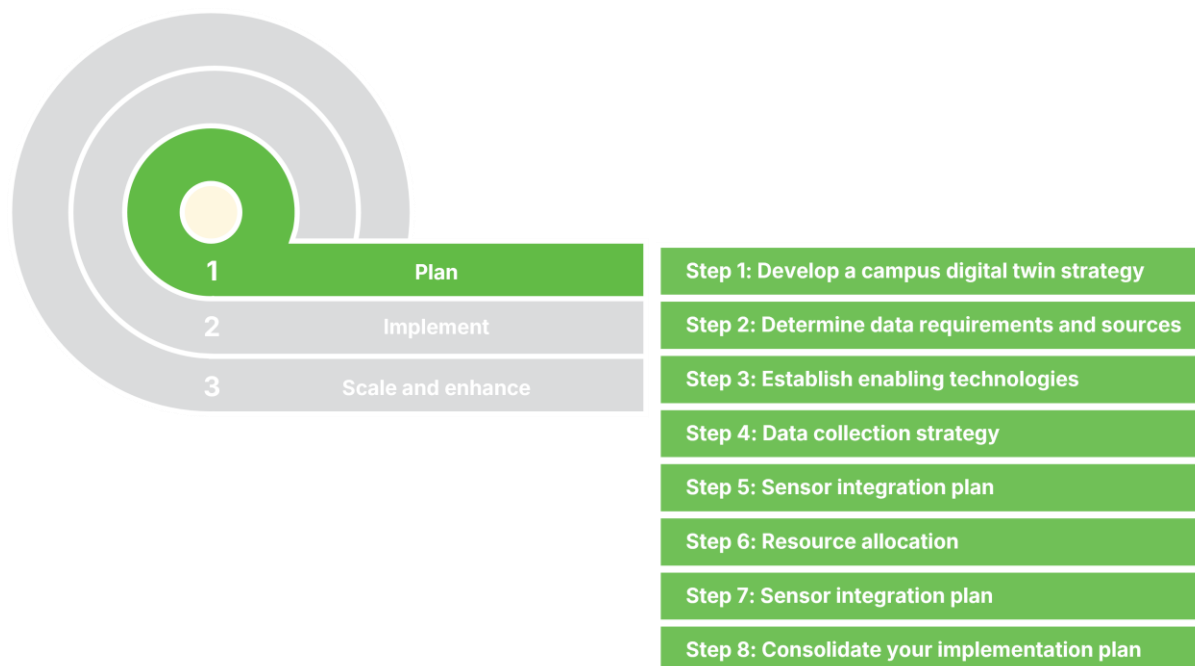 1 Plan
2 Implement
3 Scale and enhance
Step 1: Develop a campus digital twin strategy
Step 2: Determine data requirements and sources
Step 3: Establish enabling technologies
Step 4: Data collection strategy
Step 5: Sensor integration plan
Step 6: Resource allocation
Step 7: Sensor integration plan
Step 8: Consolidate your implementation plan